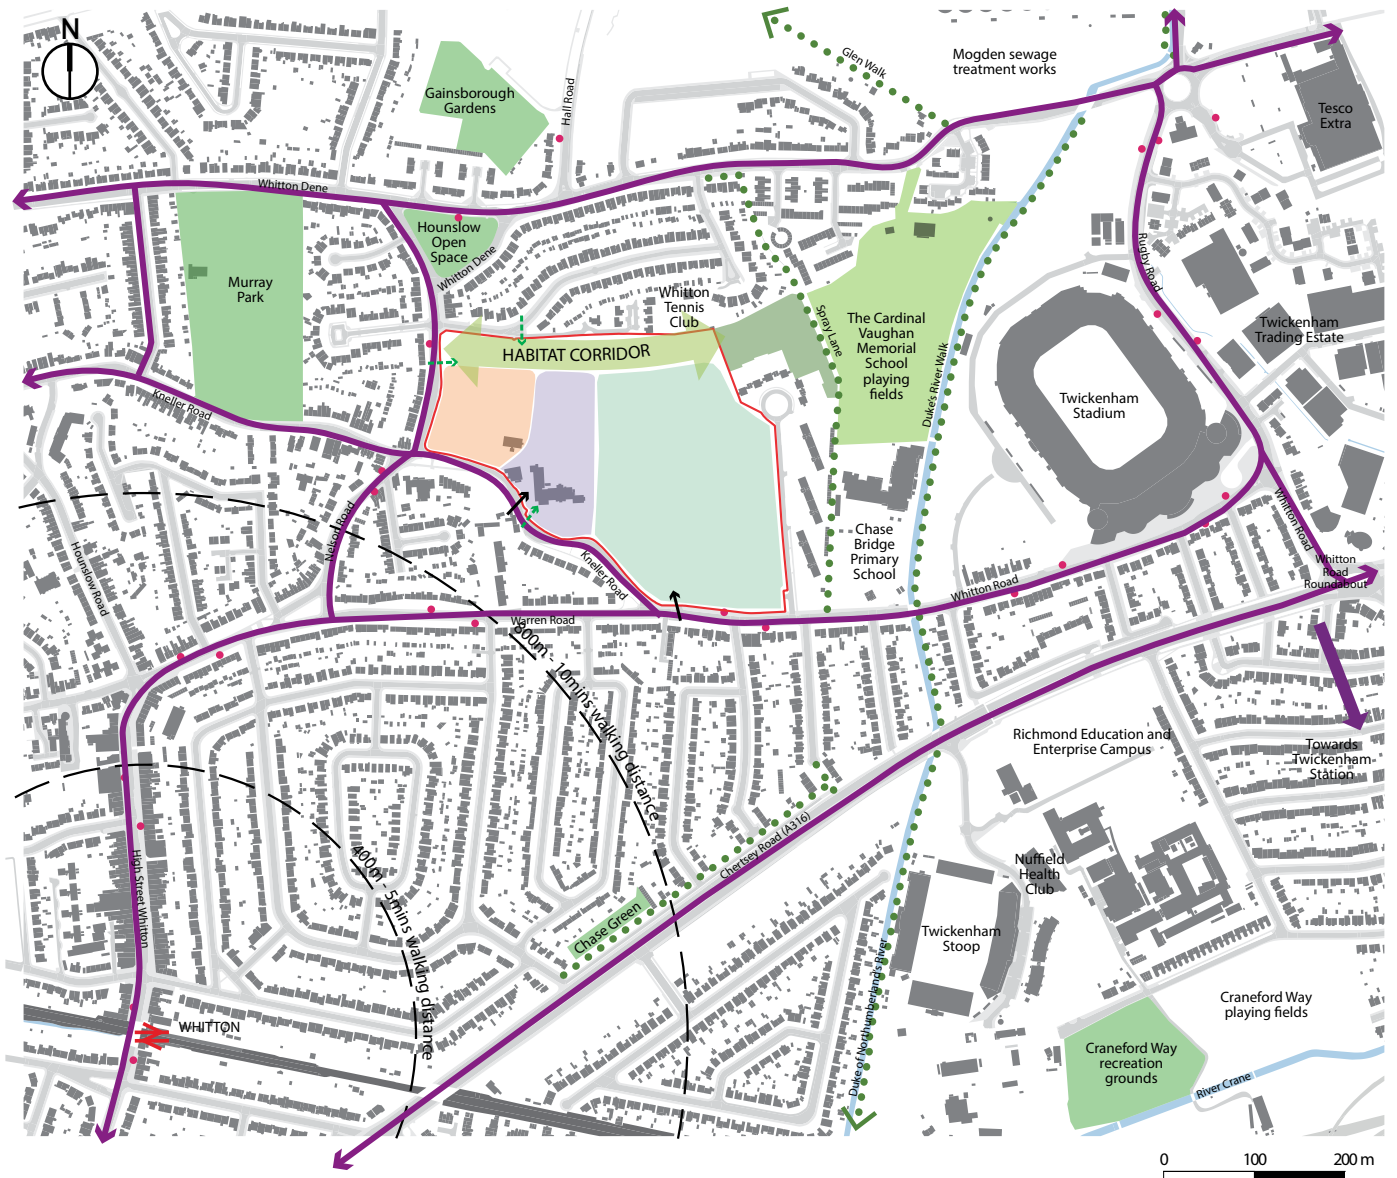 N
Glen Walk
Mogden sewage
treatment works
Gainsborough
Gardens
Hall Road
Tesco
Extra
Whitton Dene
Hounslow
Open
Space
Whitton Dene
Murray
Park
Rugby Road
Whitton
Tennis
Club
Spray Lane
The Cardinal
Vaughan
Memorial
School
playing
fields
Duke's River Walk
Twickenham
Trading Estate
HABITAT CORRIDOR
Twickenham
Stadium
Kneller Road
Nelson Road
Hounslow Road
Whitton Road
Chase
Bridge
Primary
School
Kneller Road
Whitton
Road
Roundabout
Whitton Road
Warren Road
800m - 10mins walking distance
Richmond Education and
Enterprise Campus
Towards
Twickenham
Station
Chertsey Road (A316)
400m - 5mins walking distance
High Street Whitton
Nuffield
Health
Club
Chase Green
Twickenham
Stoop
Duke of Northumberland's River
WHITTON
Craneford Way
playing fields
Craneford Way
recreation
grounds
River Crane
0 100 200 m